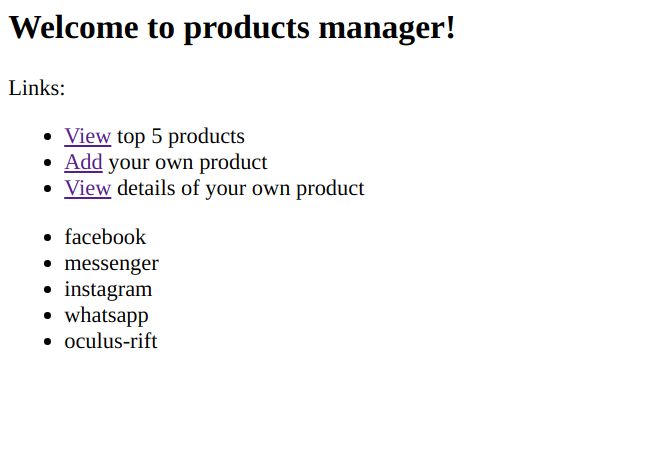 Welcome to products manager!
Links:
View top 5 products
Add your own product
View details of your own product
facebook
messenger
instagram
whatsapp
oculus-rift